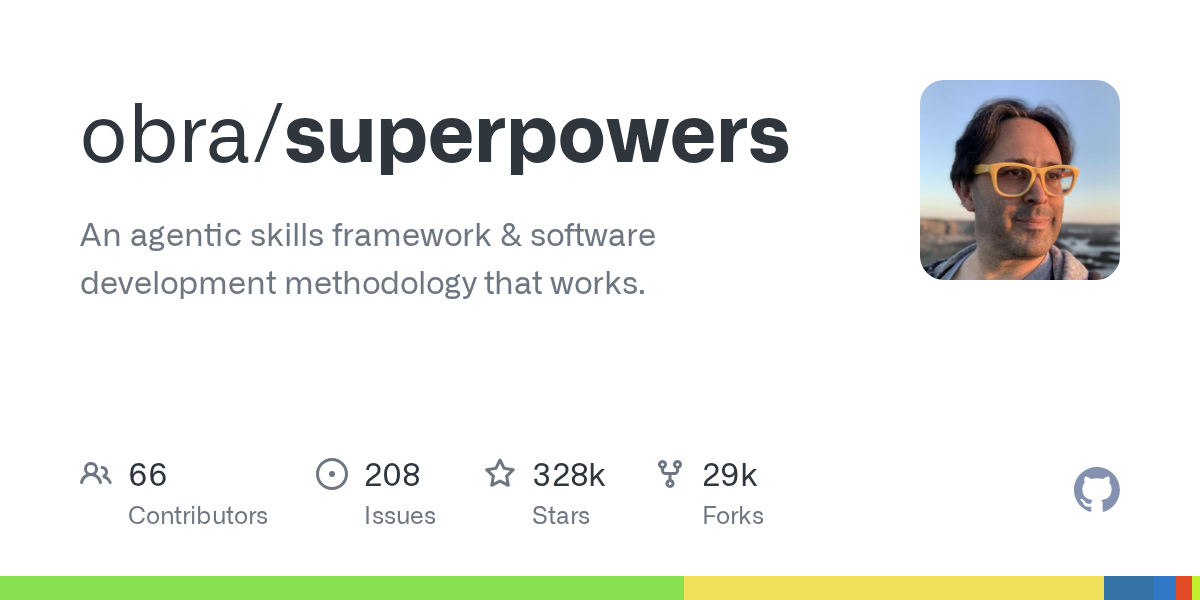 obra/superpowers
An agentic skills framework & software
development methodology that works.
66
Contributors
208
Issues
328k
Stars
29k
Forks